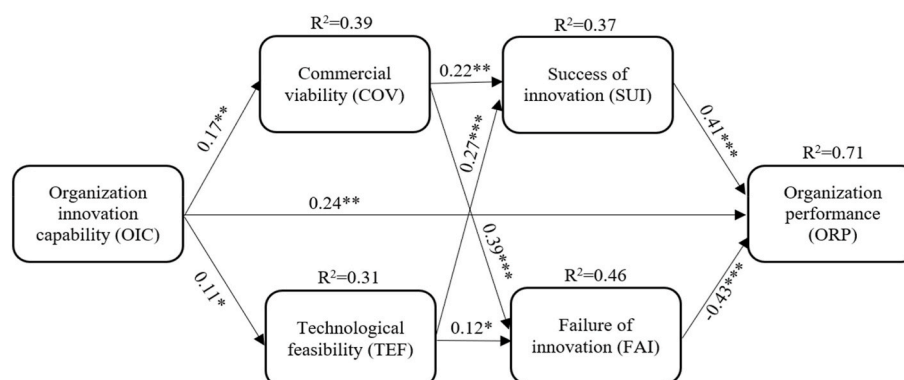 R²=0.39
R²=0.37
Commercial
viability (COV)
0.22**
Success of
innovation (SUI)
0.17**
0.27***
0.41***
R²=0.71
Organization
innovation
capability (OIC)
0.24**
Organization
performance
(ORP)
0.39***
0.11*
R²=0.31
R²=0.46
-0.43***
Technological
feasibility (TEF)
0.12*
Failure of
innovation (FAI)